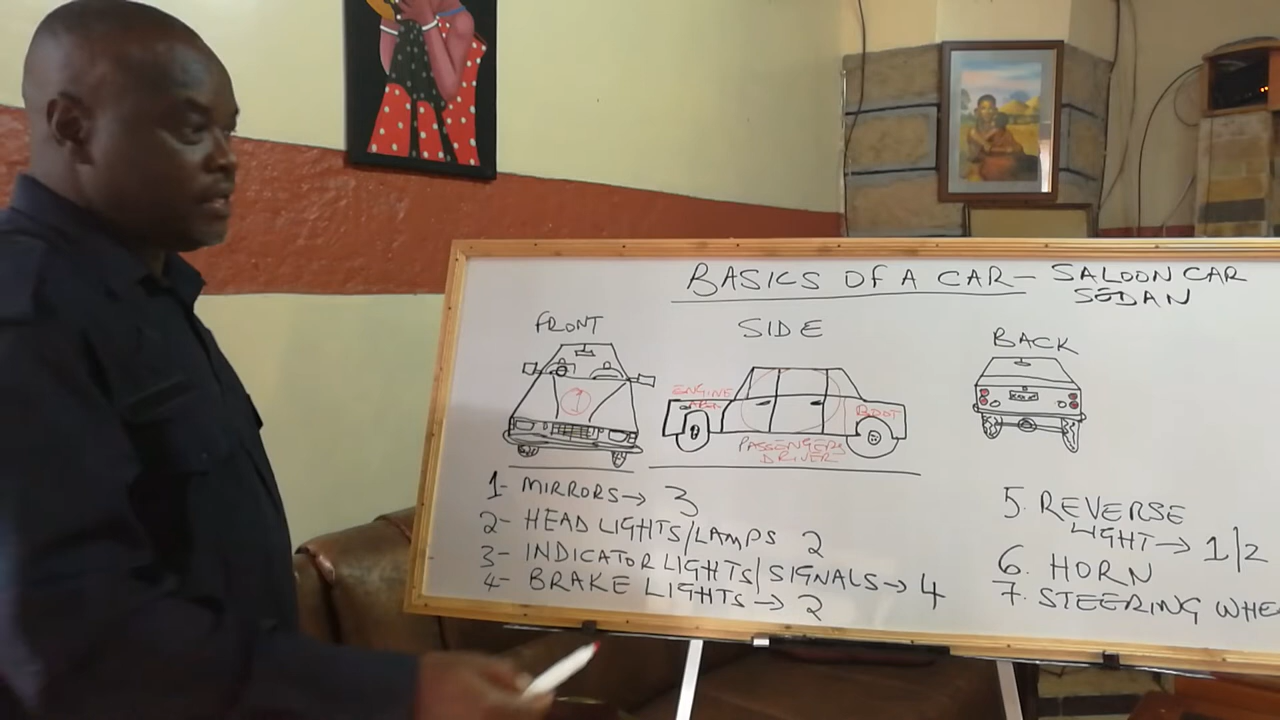 BASICS OF A CAR- SALOON CAR
SEDAN
FRONT
SIDE
BACK
1
ENGINE
BOOT
PASSENGERS
DRIVER
1- MIRRORS→ 3
2- HEAD LIGHTS/LAMPS 2
3- INDICATOR LIGHTS/SIGNALS→ 4
4- BRAKE LIGHTS→ 2
5. REVERSE
LIGHT→ 1/2
6. HORN
7. STEERING WHE